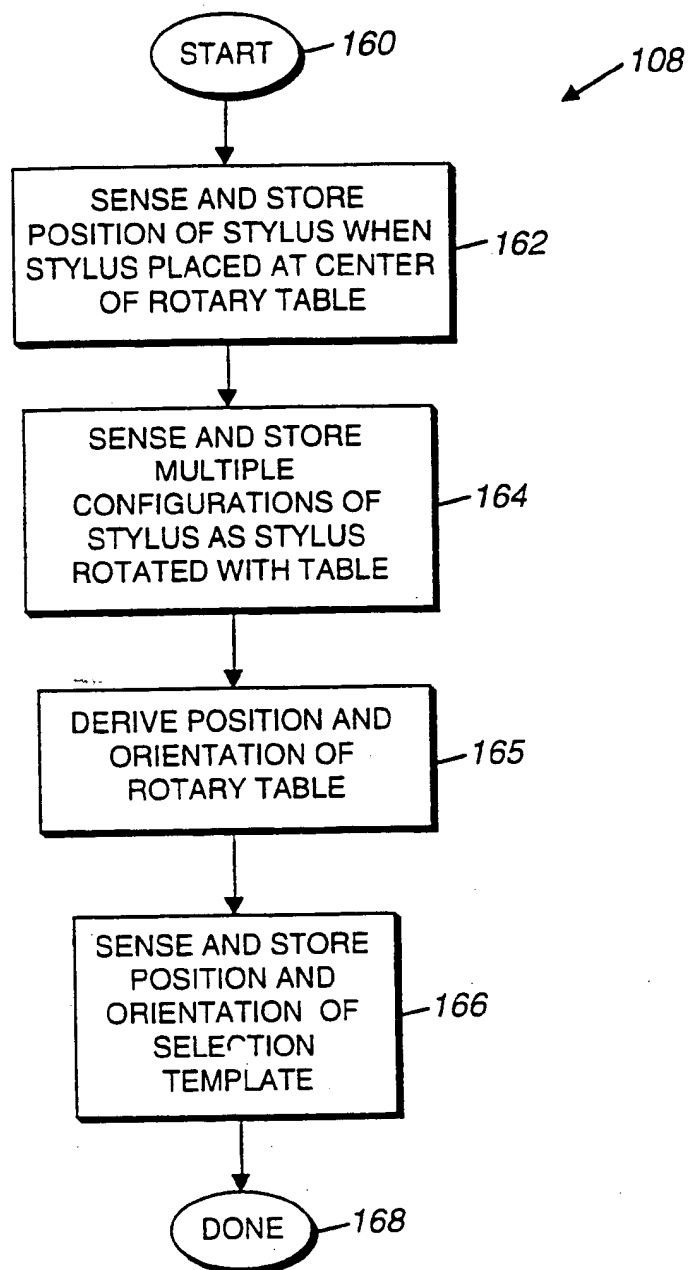 START
160
108
SENSE AND STORE
POSITION OF STYLUS WHEN
STYLUS PLACED AT CENTER
OF ROTARY TABLE
162
SENSE AND STORE
MULTIPLE
CONFIGURATIONS OF
STYLUS AS STYLUS
ROTATED WITH TABLE
164
DERIVE POSITION AND
ORIENTATION OF
ROTARY TABLE
165
SENSE AND STORE
POSITION AND
ORIENTATION OF
SELECTION
TEMPLATE
166
DONE
168